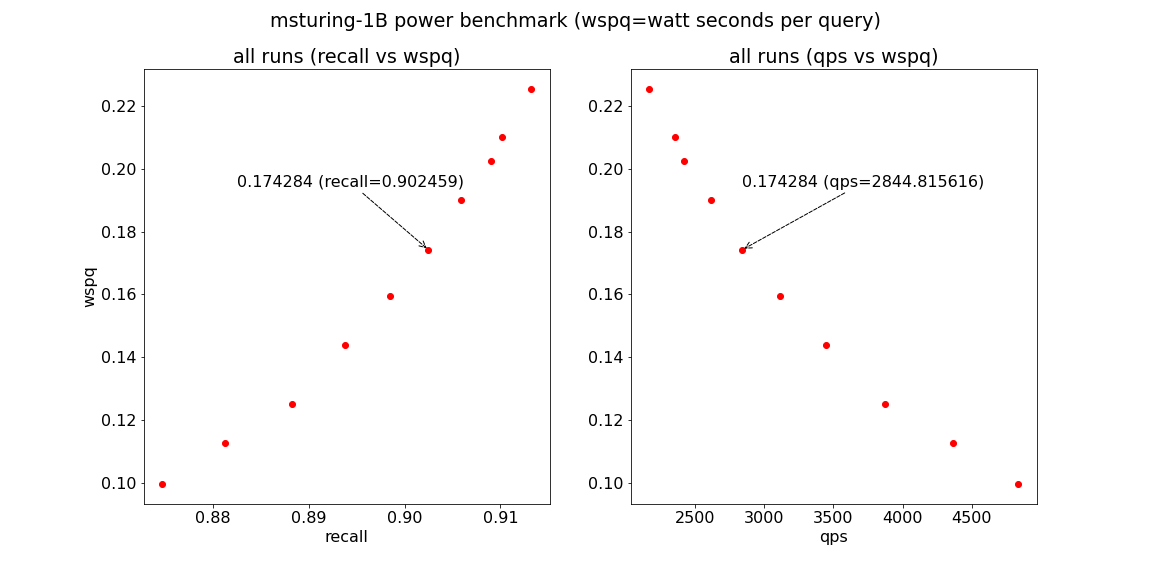 msturing-1B power benchmark (wspq=watt seconds per query)
all runs (recall vs wspq)
0.22
0.20
0.18
0.16
0.14
0.12
0.10
wspq
0.174284 (recall=0.902459)
0.88 0.89 0.90 0.91
recall
all runs (qps vs wspq)
0.22
0.20
0.18
0.16
0.14
0.12
0.10
0.174284 (qps=2844.815616)
2500 3000 3500 4000 4500
qps